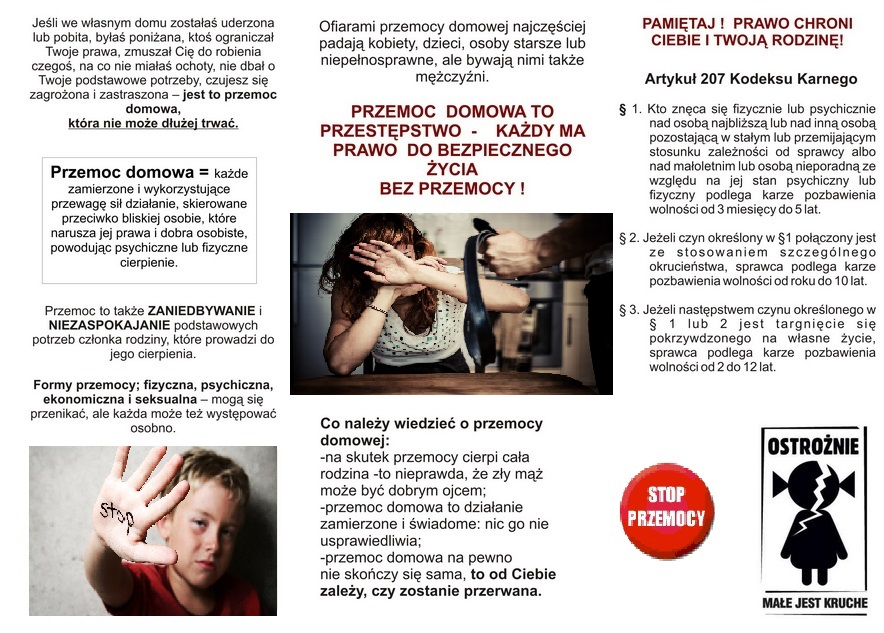 Jeśli we własnym domu zostałaś uderzona
lub pobita, byłaś poniżana, ktoś ograniczał
Twoje prawa, zmuszał Cię do robienia
czegoś, na co nie miałaś ochoty, nie dbał o
Twoje podstawowe potrzeby, czujesz się
zagrożona i zastraszona – jest to przemoc
domowa,
która nie może dłużej trwać.
Przemoc domowa = każde
zamierzone i wykorzystujące
przewagę sił działanie, skierowane
przeciwko bliskiej osobie, które
narusza jej prawa i dobra osobiste,
powodując psychiczne lub fizyczne
cierpienie.
Przemoc to także ZANIEDBYWANIE i
NIEZASPOKAJANIE podstawowych
potrzeb członka rodziny, które prowadzi do
jego cierpienia.
Formy przemocy; fizyczna, psychiczna,
ekonomiczna i seksualna – mogą się
przenikać, ale każda może też występować
osobno.
stop
Ofiarami przemocy domowej najczęściej
padają kobiety, dzieci, osoby starsze lub
niepełnosprawne, ale bywają nimi także
mężczyźni.
PRZEMOC DOMOWA TO
PRZESTĘPSTWO - KAŻDY MA
PRAWO DO BEZPIECZNEGO
ŻYCIA
BEZ PRZEMOCY !
Co należy wiedzieć o przemocy
domowej:
-na skutek przemocy cierpi cała
rodzina -to nieprawda, że zły mąż
może być dobrym ojcem;
-przemoc domowa to działanie
zamierzone i świadome: nic go nie
usprawiedliwia;
-przemoc domowa na pewno
nie skończy się sama, to od Ciebie
zależy, czy zostanie przerwana.
PAMIĘTAJ ! PRAWO CHRONI
CIEBIE I TWOJĄ RODZINĘ!
Artykuł 207 Kodeksu Karnego
§ 1. Kto znęca się fizycznie lub psychicznie
nad osobą najbliższą lub nad inną osobą
pozostającą w stałym lub przemijającym
stosunku zależności od sprawcy albo
nad małoletnim lub osobą nieporadną ze
względu na jej stan psychiczny lub
fizyczny podlega karze pozbawienia
wolności od 3 miesięcy do 5 lat.
§ 2. Jeżeli czyn określony w §1 połączony jest
ze stosowaniem szczególnego
okrucieństwa, sprawca podlega karze
pozbawienia wolności od roku do 10 lat.
§ 3. Jeżeli następstwem czynu określonego w
§ 1 lub 2 jest targnięcie się
pokrzywdzonego na własne życie,
sprawca podlega karze pozbawienia
wolności od 2 do 12 lat.
STOP
PRZEMOCY
OSTROŻNIE
MAŁE JEST KRUCHE